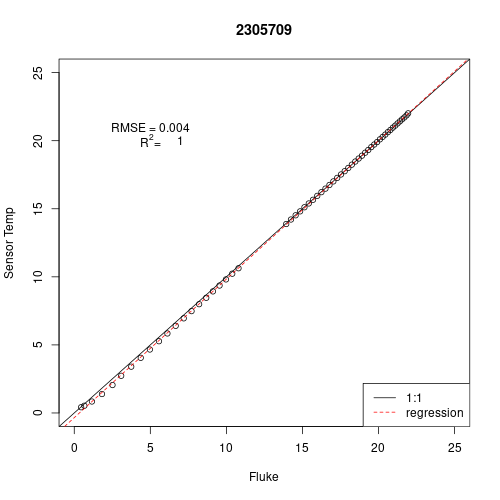 2305709
RMSE = 0.004
R²= 1
Sensor Temp
0
5
10
15
20
25
0 5 10 15 20 25
Fluke
1:1
regression